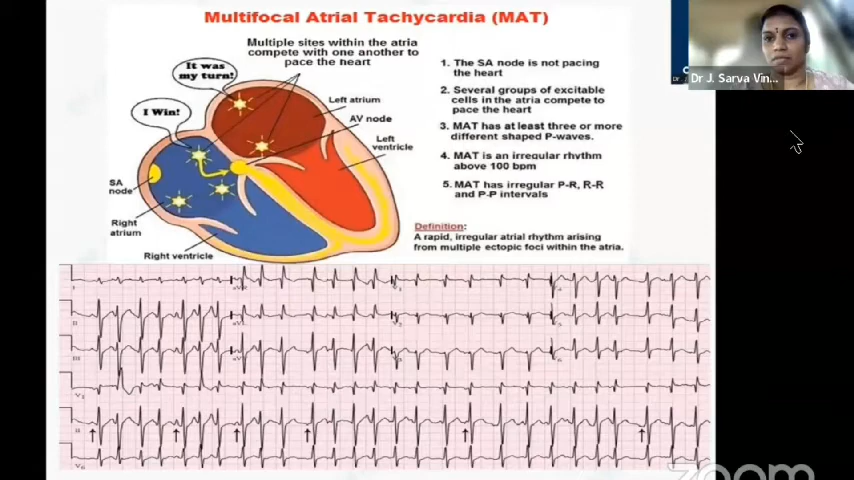 Multifocal Atrial Tachycardia (MAT)
Multiple sites within the atria
compete with one another to
pace the heart
It was
my turn!
I Win!
Left atrium
AV node
Left
ventricle
SA
node
Right
atrium
Right ventricle
1. The SA node is not pacing
the heart
2. Several groups of excitable
cells in the atria compete to
pace the heart
3. MAT has at least three or more
different shaped P-waves.
4. MAT is an irregular rhythm
above 100 bpm
5. MAT has irregular P-R, R-R
and P-P intervals
Definition:
A rapid, irregular atrial rhythm arising
from multiple ectopic foci within the atria.
Dr J. Sarva Vin...
I
II
III
II
zoom